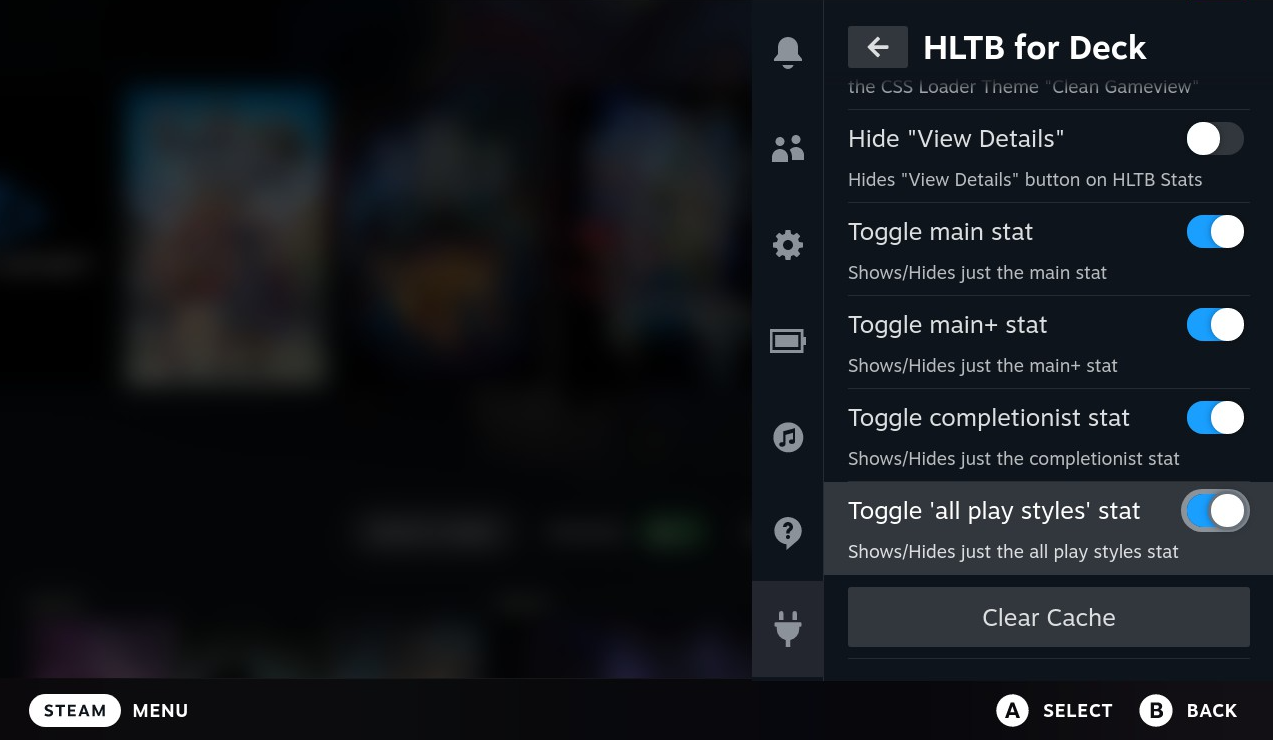 HLTB for Deck
the CSS Loader Theme "Clean Gameview"
Hide "View Details"
Hides "View Details" button on HLTB Stats
Toggle main stat
Shows/Hides just the main stat
Toggle main+ stat
Shows/Hides just the main+ stat
Toggle completionist stat
Shows/Hides just the completionist stat
Toggle 'all play styles' stat
Shows/Hides just the all play styles stat
Clear Cache
STEAM MENU
A SELECT B BACK